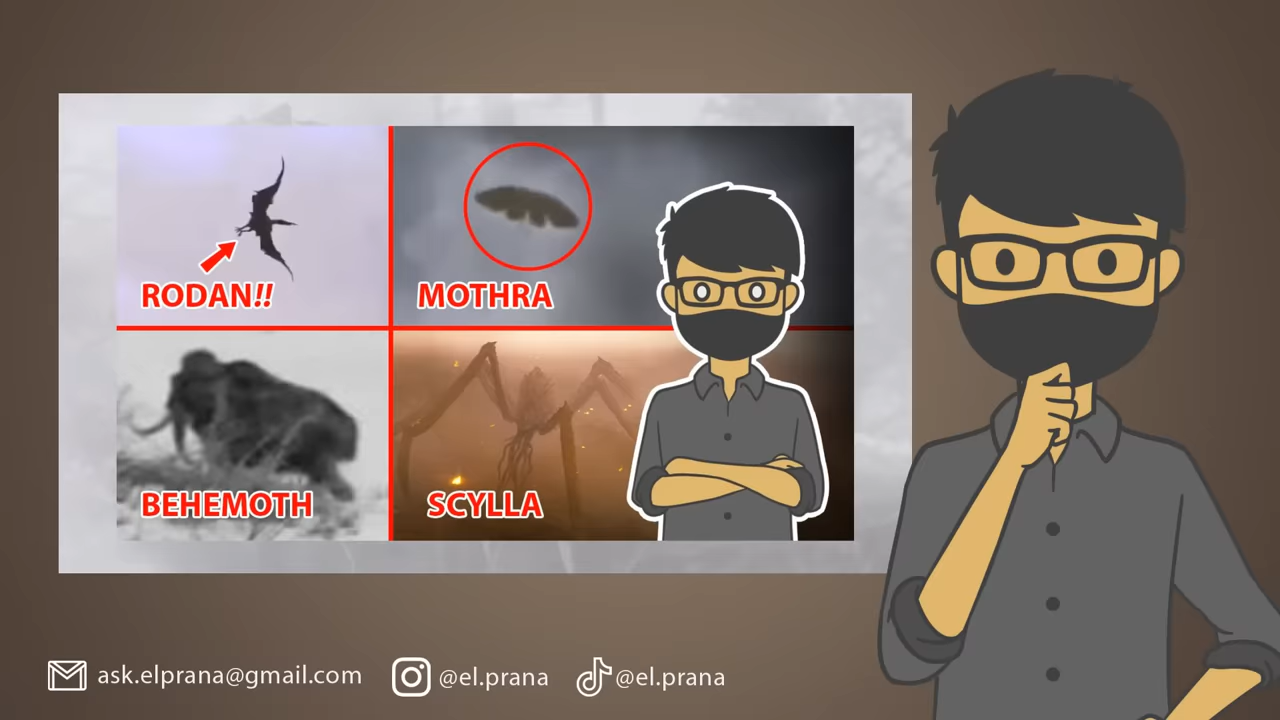 RODAN!!
MOTHRA
BEHEMOTH
SCYLLA
ask.elprana@gmail.com
@el.prana
@el.prana